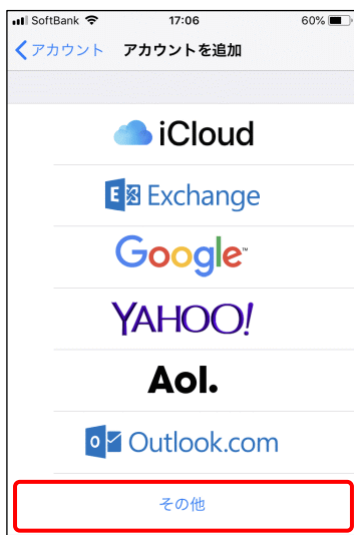 SoftBank 17:06 60%
アカウント アカウントを追加
iCloud
E Exchange
Google
YAHOO!
Aol.
o Outlook.com
その他